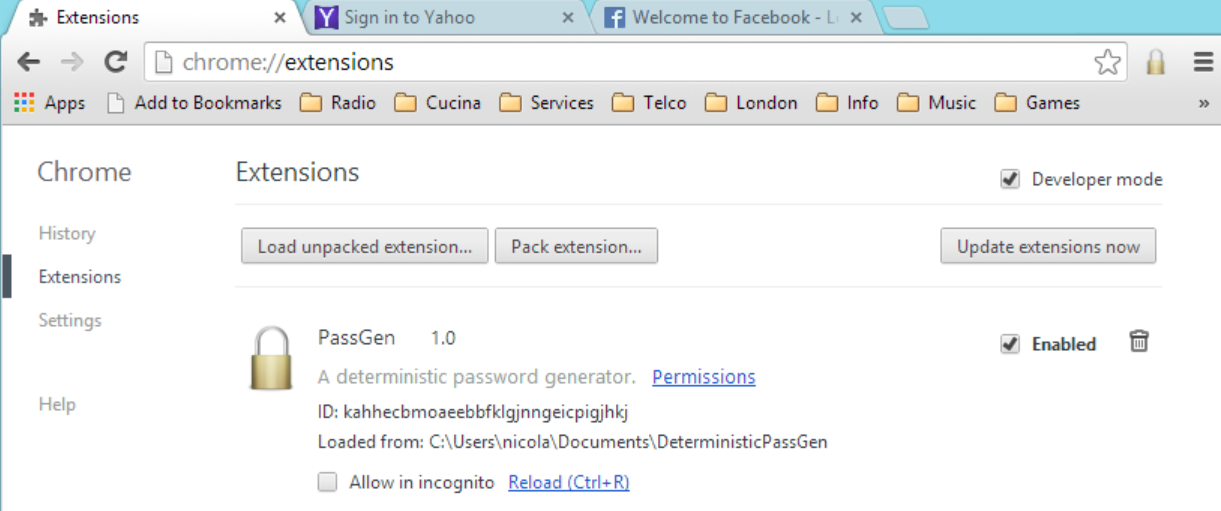 Extensions × Sign in to Yahoo × Welcome to Facebook - L ×
chrome://extensions
Apps Add to Bookmarks Radio Cucina Services Telco London Info Music Games »
Chrome
Extensions
Developer mode
History
Load unpacked extension... Pack extension... Update extensions now
Extensions
Settings
PassGen 1.0
Enabled
A deterministic password generator. Permissions
Help
ID: kahhecbmoaeebbfklgjnngeicpigjhkj
Loaded from: C:\Users\nicola\Documents\DeterministicPassGen
Allow in incognito Reload (Ctrl+R)